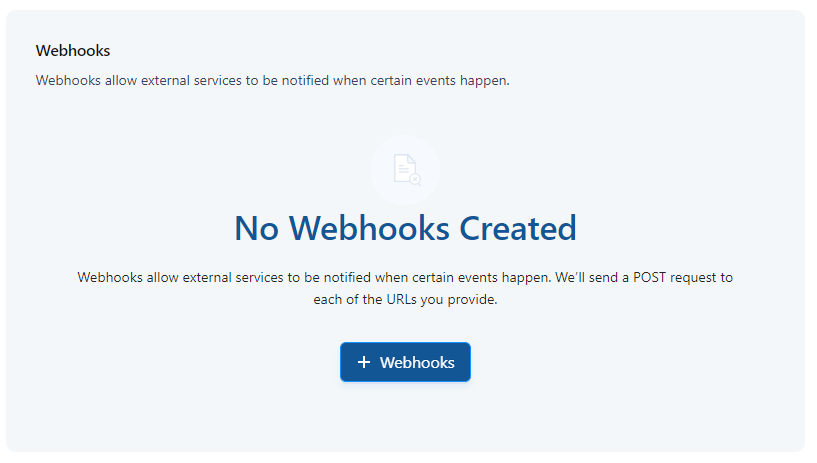 Webhooks
Webhooks allow external services to be notified when certain events happen.
No Webhooks Created
Webhooks allow external services to be notified when certain events happen. We’ll send a POST request to
each of the URLs you provide.
+ Webhooks